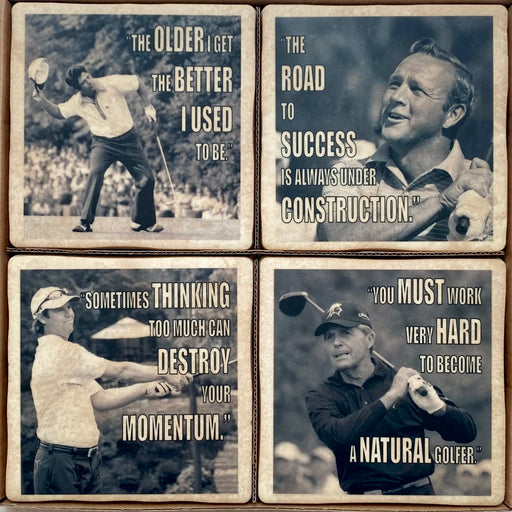 "THE OLDER I GET
THE BETTER
I USED
TO BE."
"THE
ROAD
TO
SUCCESS
IS ALWAYS UNDER
CONSTRUCTION."
"SOMETIMES THINKING
TOO MUCH CAN
DESTROY
YOUR
MOMENTUM."
"YOU MUST WORK
VERY HARD
TO BECOME
A NATURAL GOLFER."